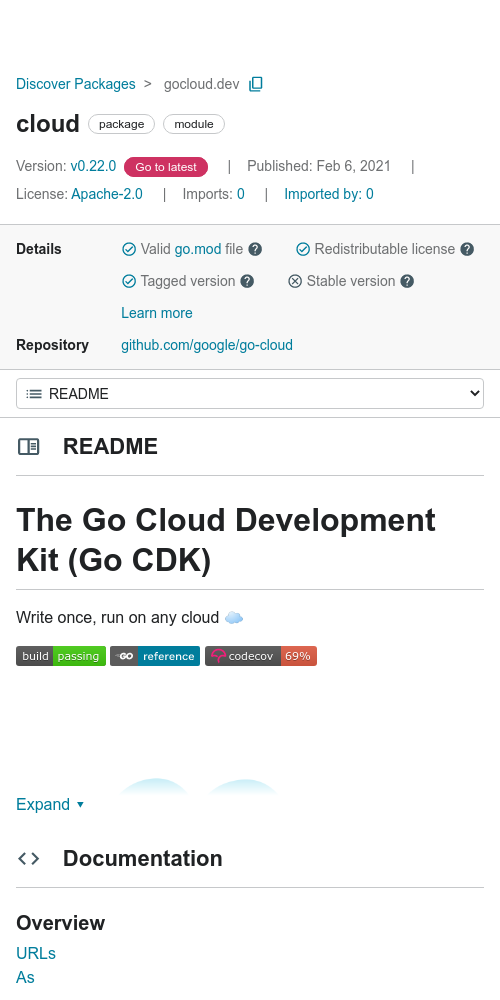 Discover Packages > gocloud.dev
cloud package module
Version: v0.22.0 Go to latest | Published: Feb 6, 2021 |
License: Apache-2.0 | Imports: 0 | Imported by: 0
Details Valid go.mod file ? Redistributable license ?
Tagged version ? Stable version ?
Learn more
Repository github.com/google/go-cloud
README
README
The Go Cloud Development
Kit (Go CDK)
Write once, run on any cloud ☁️
build passing GO reference codecov 69%
Expand ▼
Documentation
Overview
URLs
As